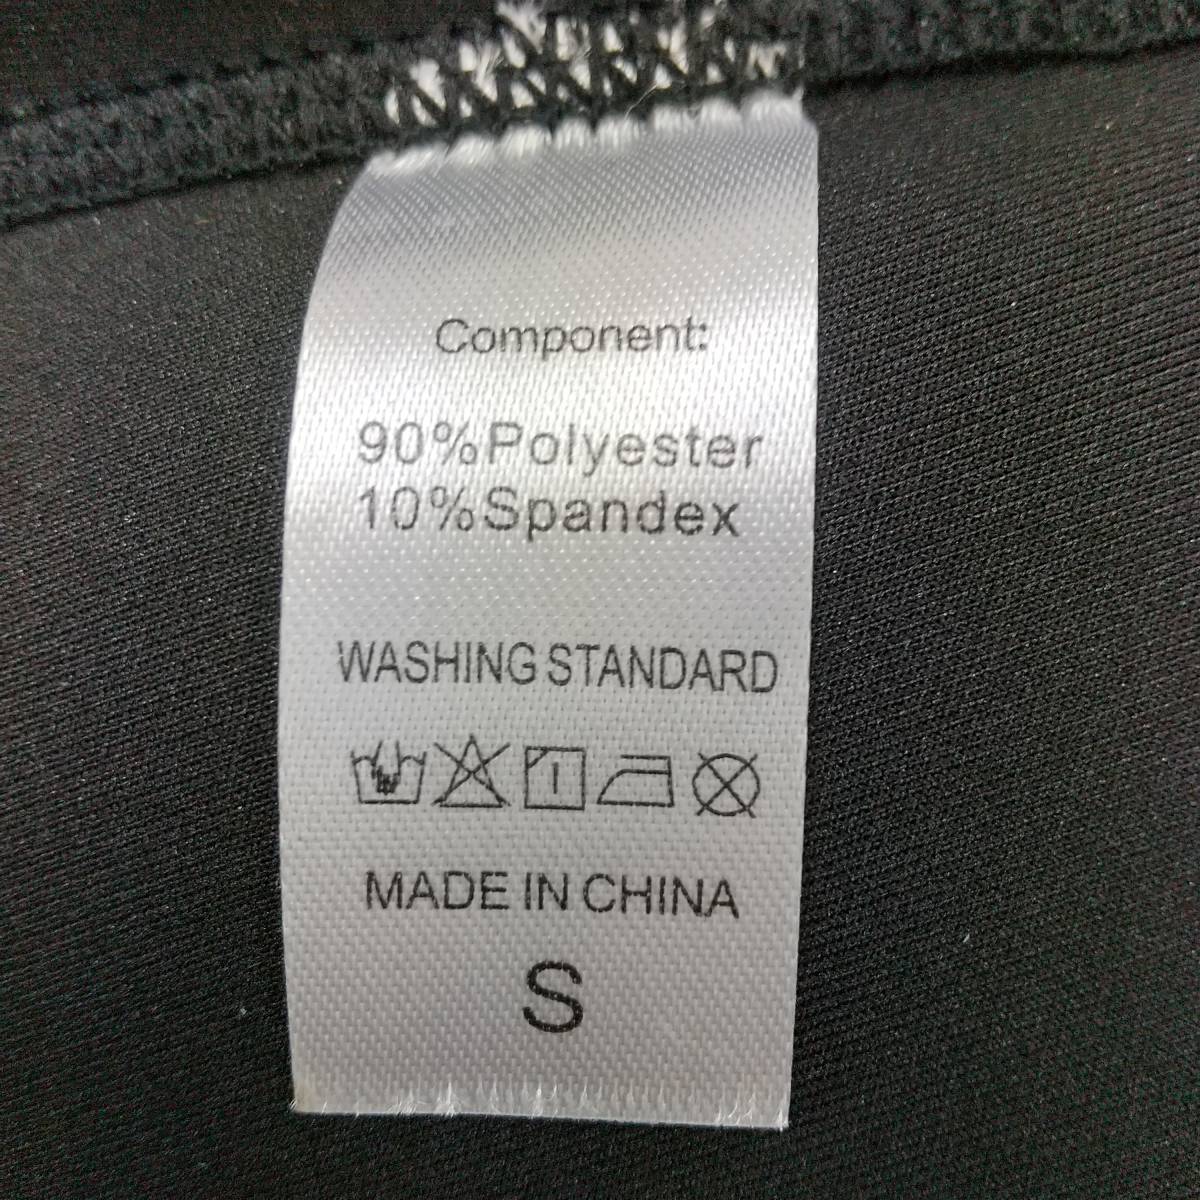 Component:
90%Polyester
10%Spandex
WASHING STANDARD
MADE IN CHINA
S